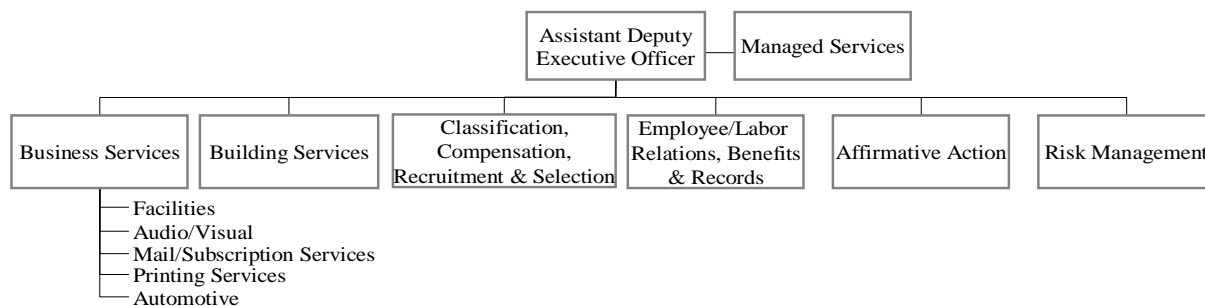 Assistant Deputy
Executive Officer
Managed Services
Business Services
Building Services
Classification,
Compensation,
Recruitment & Selection
Employee/Labor
Relations, Benefits
& Records
Affirmative Action
Risk Management
Facilities
Audio/Visual
Mail/Subscription Services
Printing Services
Automotive